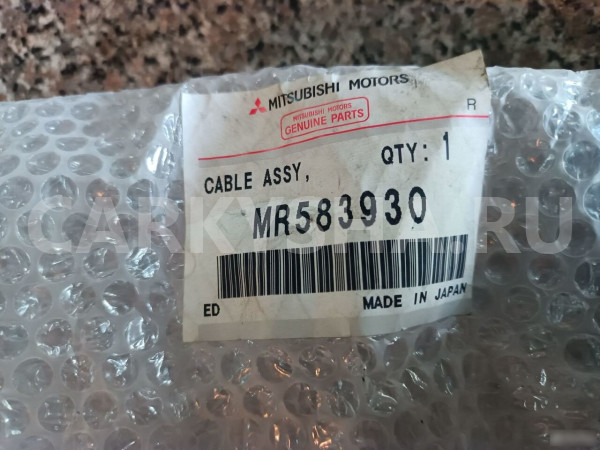 MITSUBISHI MOTORS
MITSUBISHI MOTORS
GENUINE PARTS
R
CABLE ASSY, QTY: 1
MR583930
CARKYSHA.RU
ED MADE IN JAPAN